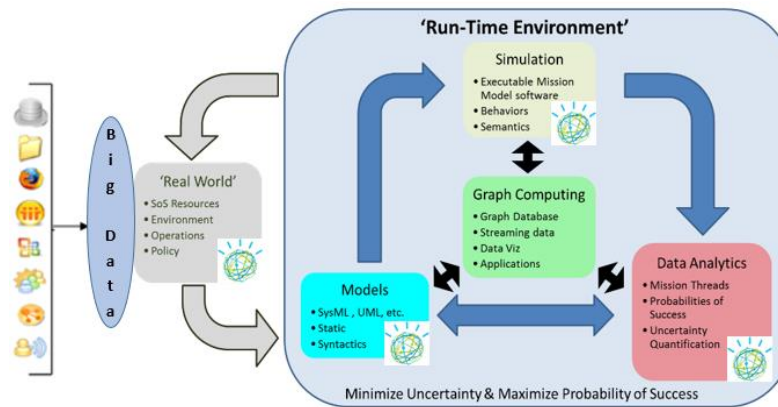 'Run-Time Environment'
Simulation
• Executable Mission
Model software
• Behaviors
• Semantics
Big
Data
'Real World'
• SoS Resources
• Environment
• Operations
• Policy
Graph Computing
• Graph Database
• Streaming data
• Data Viz
• Applications
Models
• SysML , UML, etc.
• Static
• Syntactics
Data Analytics
• Mission Threads
• Probabilities of
Success
• Uncertainty
Quantification
Minimize Uncertainty & Maximize Probability of Success